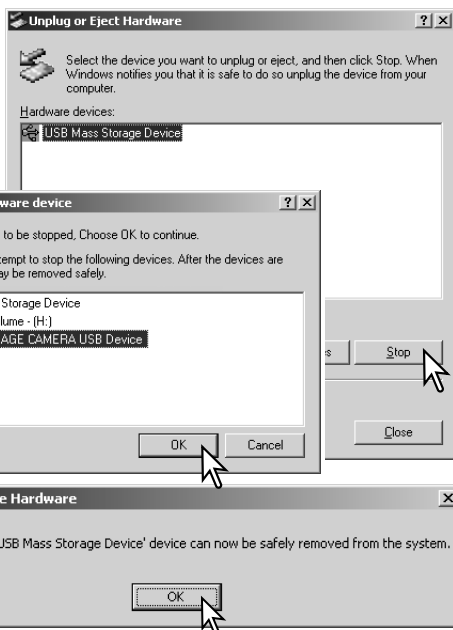 Unplug or Eject Hardware
Select the device you want to unplug or eject, and then click Stop. When
Windows notifies you that it is safe to do so unplug the device from your
computer.
Hardware devices:
USB Mass Storage Device
ware device
to be stopped, Choose OK to continue.
empt to stop the following devices. After the devices are
ay be removed safely.
Storage Device
lume - (H:)
AGE CAMERA USB Device
OK
Cancel
s
Stop
Close
e Hardware
USB Mass Storage Device' device can now be safely removed from the system.
OK